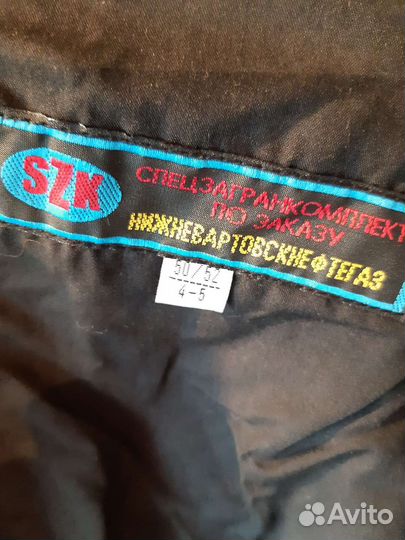 SZK
СПЕЦЗАГРАНКОМПЛЕКТ
ПО ЗАКАЗУ
НИЖНЕВАРТОВСКНЕФТЕГАЗ
50/52
4-5
Avito